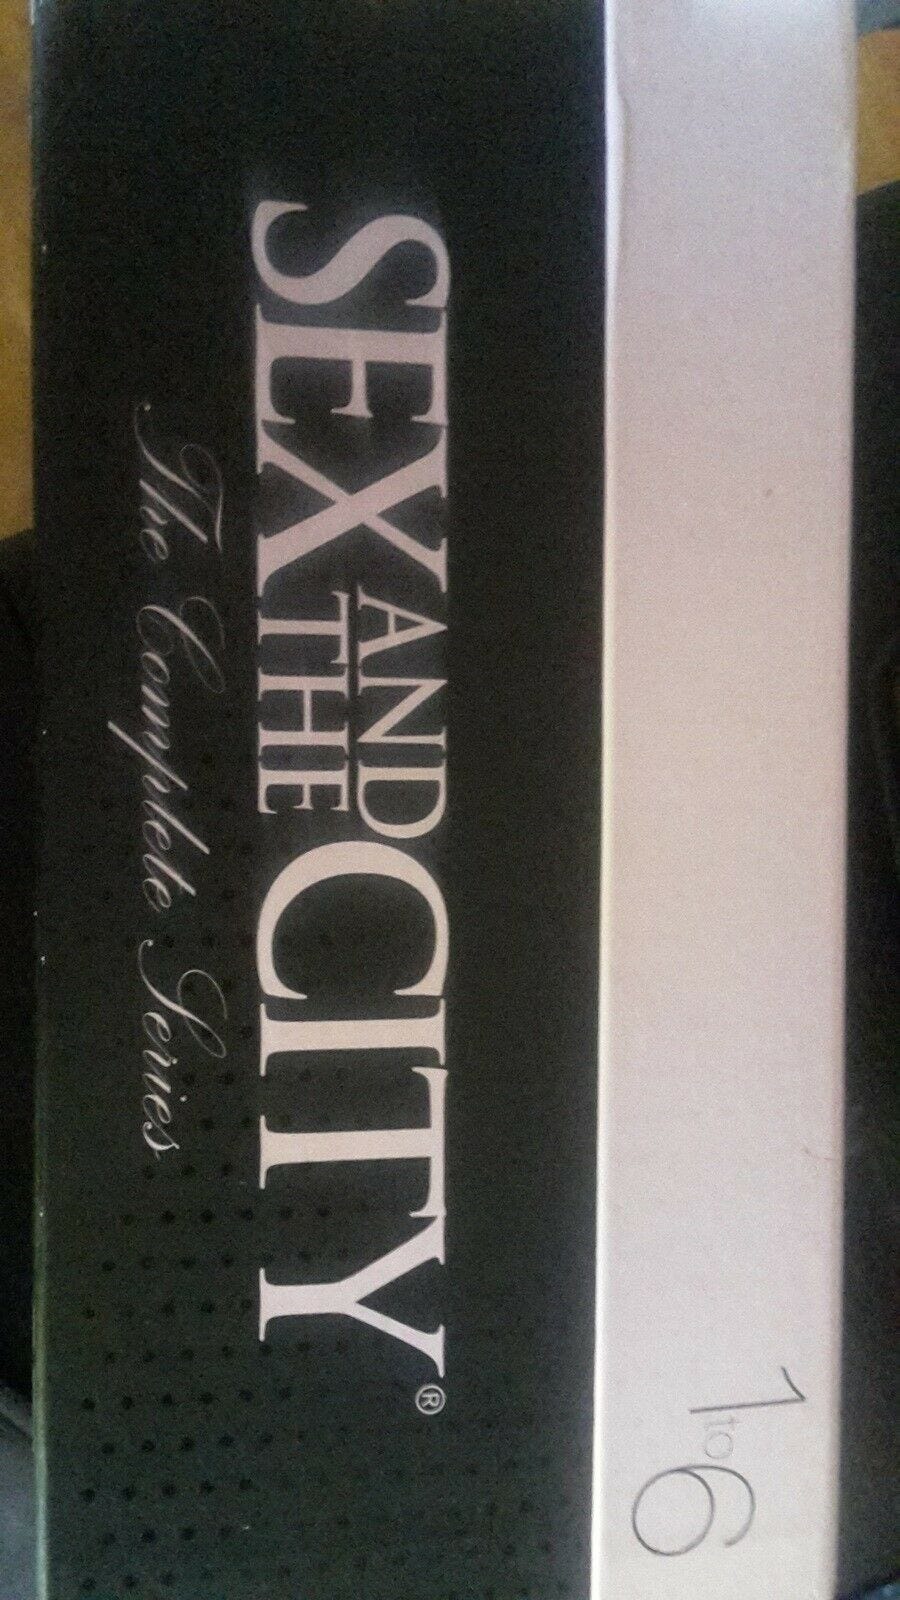 1 to 6
SEX AND THE CITY®
The Complete Series